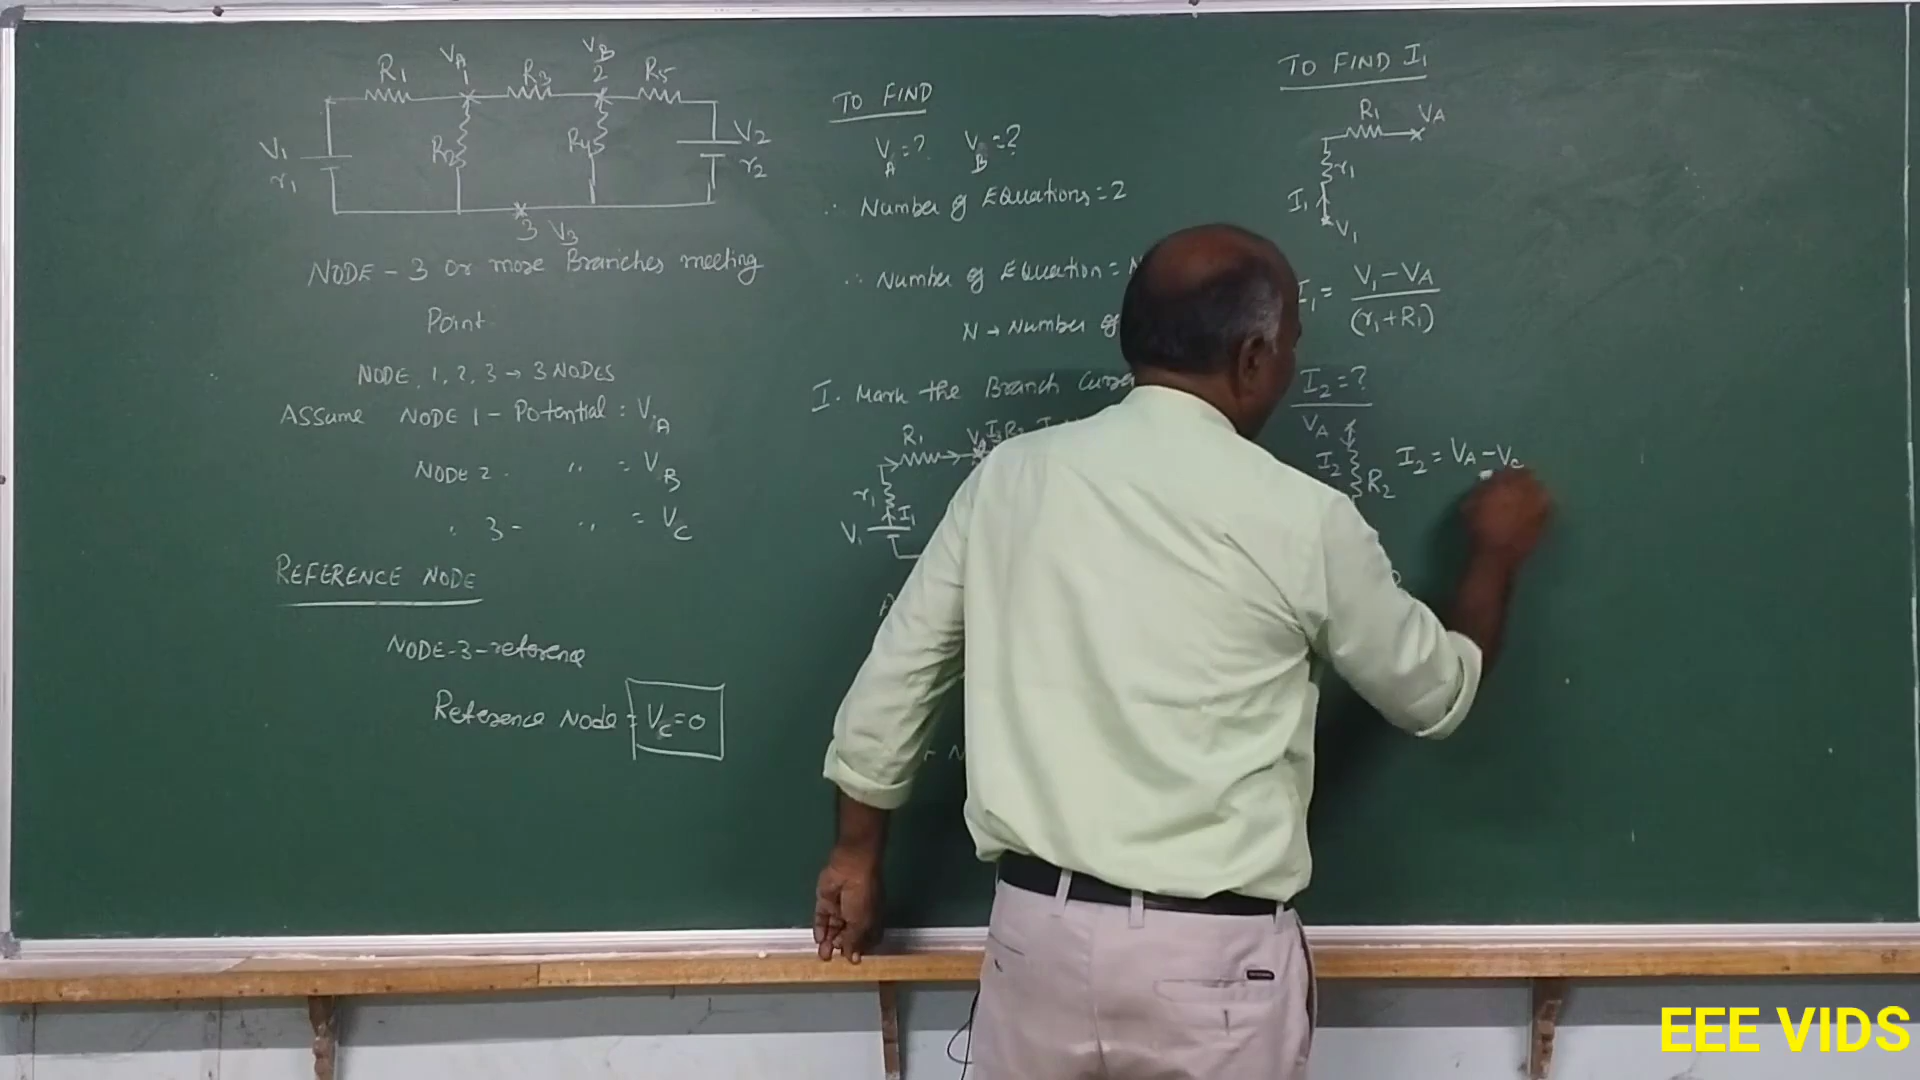 R1 VA 1 R3 VB 2 R5
V1 r1 R2 R4 V2 r2
3 V3
NODE - 3 or more Branches meeting
Point.
NODE, 1, 2, 3 → 3 NODES
Assume NODE 1 - Potential : VA
NODE 2. " = VB
" 3 - " = VC
REFERENCE NODE
NODE-3-reference
Reference Node = VC=0
TO FIND
VA=? VB=?
∴ Number of Equations=2
∴ Number of Equation =
N → Number of
I. Mark the Branch
R1
r1
V1 I1
TO FIND I1
R1 VA
r1
I1
V1
I1 = V1-VA
(r1+R1)
I2=?
VA
I2 R2 I2 = VA-VC
EEE VIDS